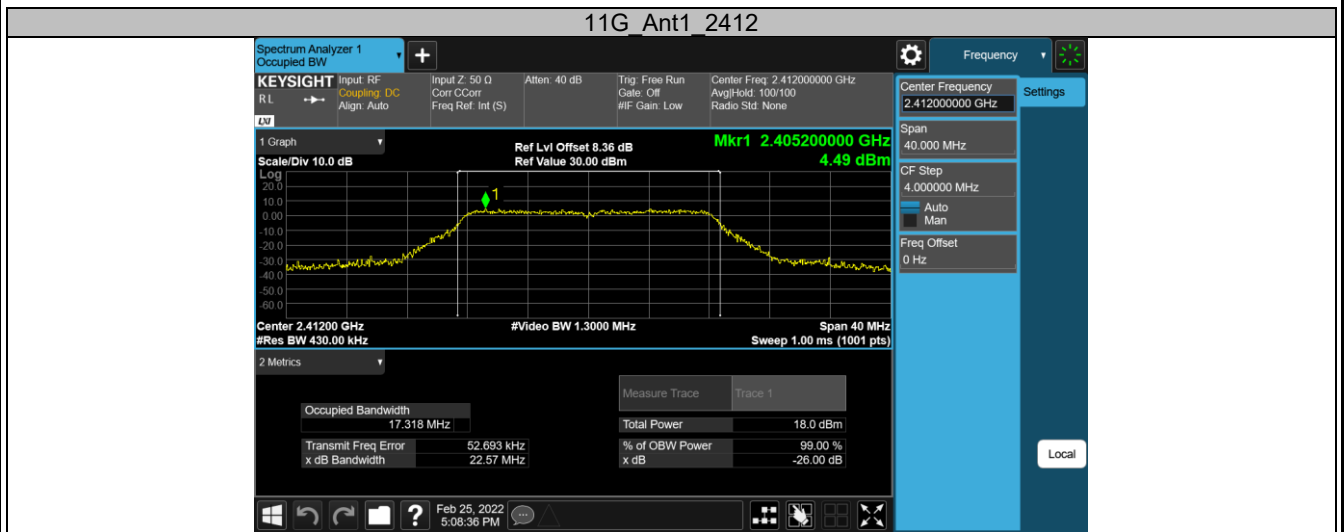 11G_Ant1_2412
Spectrum Analyzer 1
Occupied BW
Frequency
KEYSIGHT
RL
LXI
Input: RF
Coupling: DC
Align: Auto
Input Z: 50 Ω
Corr CCorr
Freq Ref: Int (S)
Atten: 40 dB
Trig: Free Run
Gate: Off
#IF Gain: Low
Center Freq: 2.412000000 GHz
Avg|Hold: 100/100
Radio Std: None
1 Graph
Scale/Div 10.0 dB
Ref Lvl Offset 8.36 dB
Ref Value 30.00 dBm
Mkr1 2.405200000 GHz
4.49 dBm
Log
20.0
10.0
0.00
-10.0
-20.0
-30.0
-40.0
-50.0
-60.0
1
Center 2.41200 GHz
#Res BW 430.00 kHz
#Video BW 1.3000 MHz
Span 40 MHz
Sweep 1.00 ms (1001 pts)
2 Metrics
Measure Trace Trace 1
Occupied Bandwidth
17.318 MHz
Total Power 18.0 dBm
Transmit Freq Error 52.693 kHz
% of OBW Power 99.00 %
x dB Bandwidth 22.57 MHz
x dB -26.00 dB
Center Frequency
2.412000000 GHz
Settings
Span
40.000 MHz
CF Step
4.000000 MHz
Auto
Man
Freq Offset
0 Hz
Local
?
Feb 25, 2022
5:08:36 PM